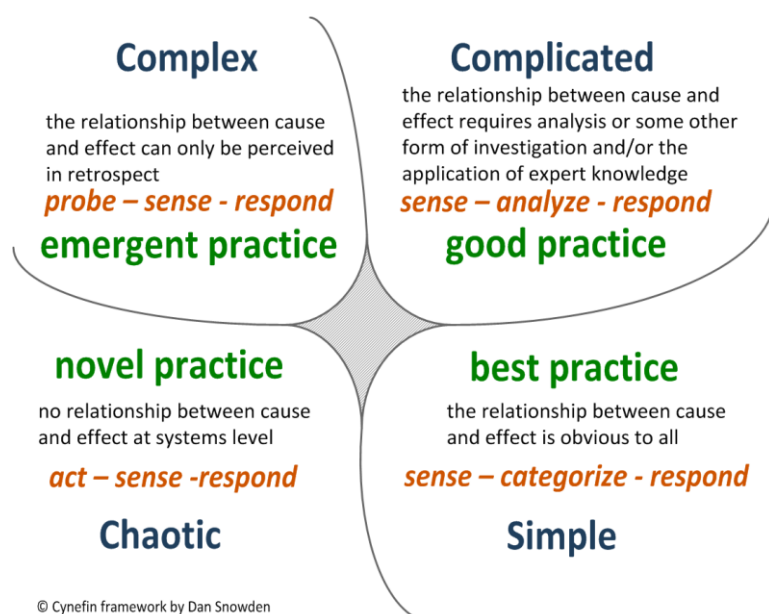 Complex
the relationship between cause
and effect can only be perceived
in retrospect
probe – sense - respond
emergent practice
Complicated
the relationship between cause and
effect requires analysis or some other
form of investigation and/or the
application of expert knowledge
sense – analyze - respond
good practice
novel practice
no relationship between cause
and effect at systems level
act – sense -respond
Chaotic
best practice
the relationship between cause
and effect is obvious to all
sense – categorize - respond
Simple
© Cynefin framework by Dan Snowden